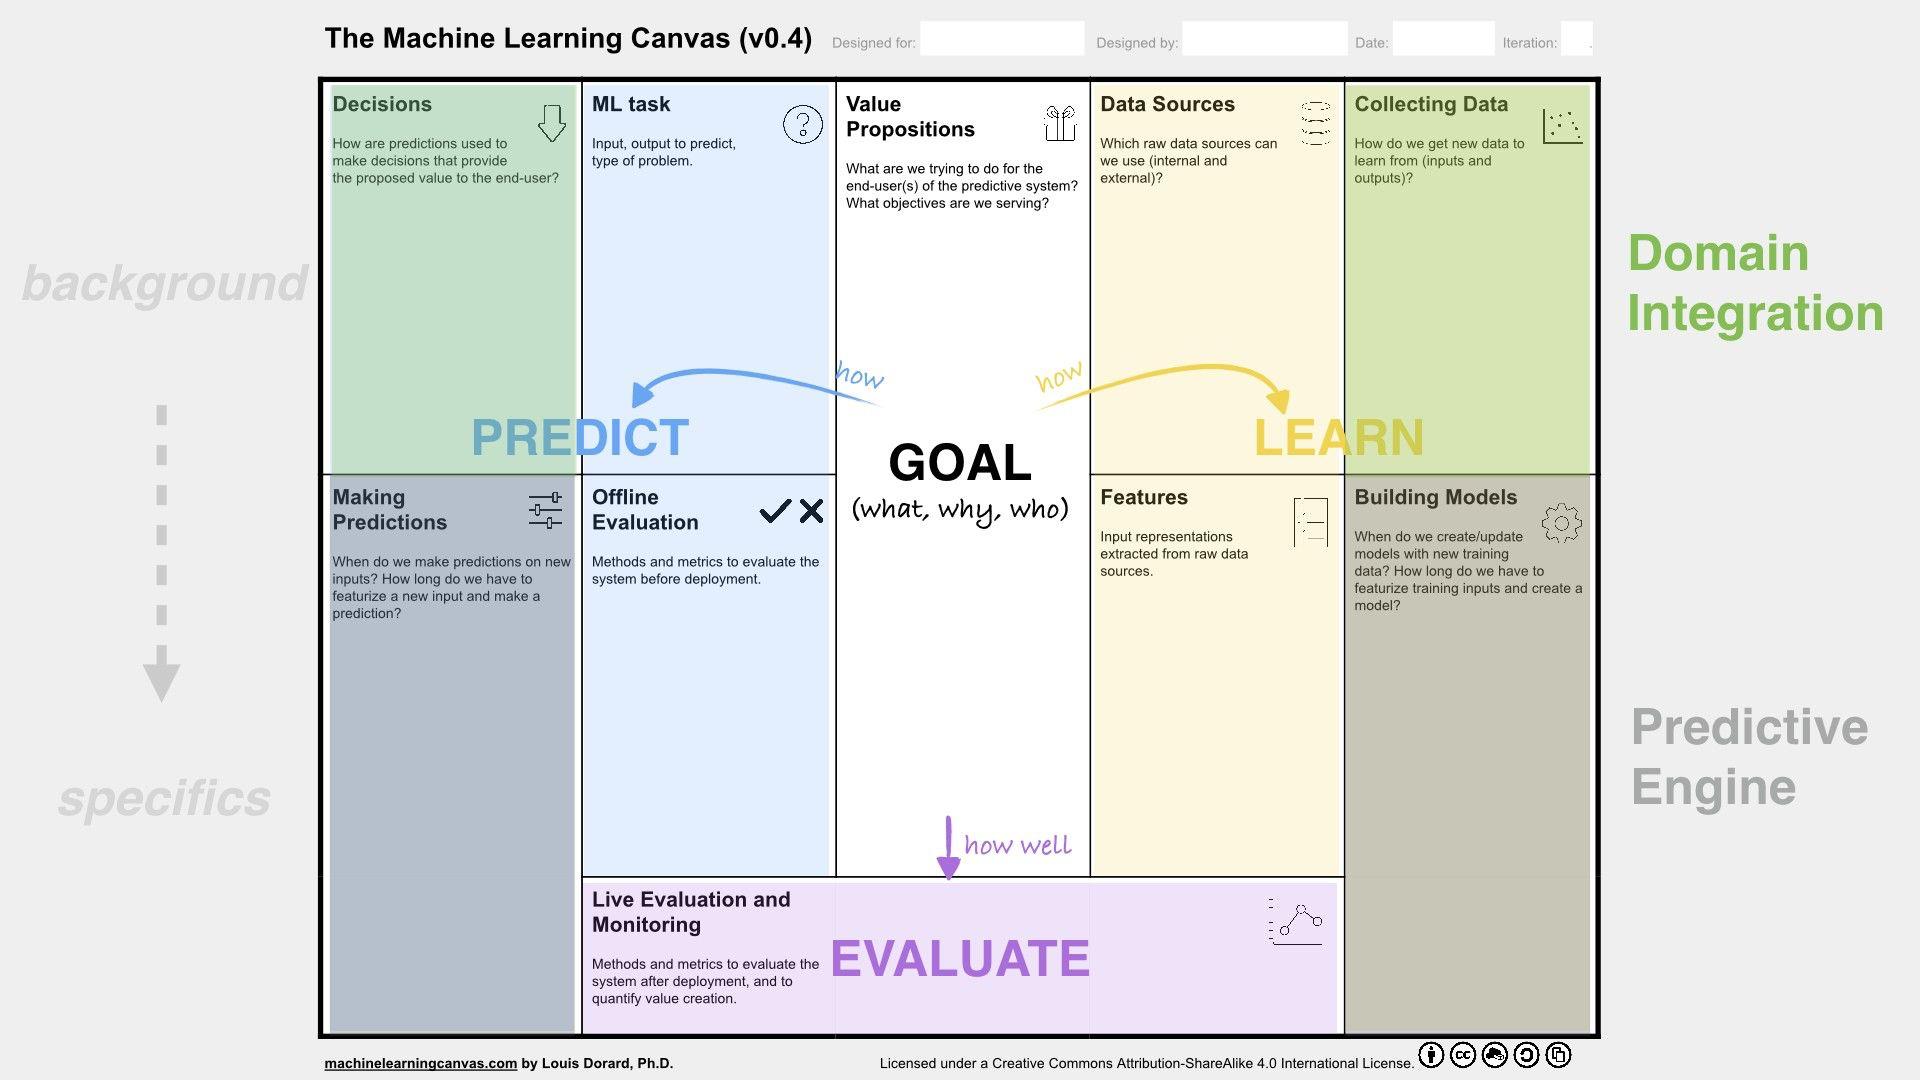 The Machine Learning Canvas (v0.4)
Designed for:
Designed by:
Date:
Iteration:
.
Decisions
How are predictions used to
make decisions that provide
the proposed value to the end-user?
ML task
Input, output to predict,
type of problem.
Value
Propositions
What are we trying to do for the
end-user(s) of the predictive system?
What objectives are we serving?
Data Sources
Which raw data sources can
we use (internal and
external)?
Collecting Data
How do we get new data to
learn from (inputs and
outputs)?
background
Domain
Integration
how
how
PREDICT
GOAL
(what, why, who)
LEARN
Making
Predictions
When do we make predictions on new
inputs? How long do we have to
featurize a new input and make a
prediction?
Offline
Evaluation
Methods and metrics to evaluate the
system before deployment.
Features
Input representations
extracted from raw data
sources.
Building Models
When do we create/update
models with new training
data? How long do we have to
featurize training inputs and create a
model?
specifics
Predictive
Engine
how well
Live Evaluation and
Monitoring
Methods and metrics to evaluate the
system after deployment, and to
quantify value creation.
EVALUATE
machinelearningcanvas.com by Louis Dorard, Ph.D.
Licensed under a Creative Commons Attribution-ShareAlike 4.0 International License.
cc